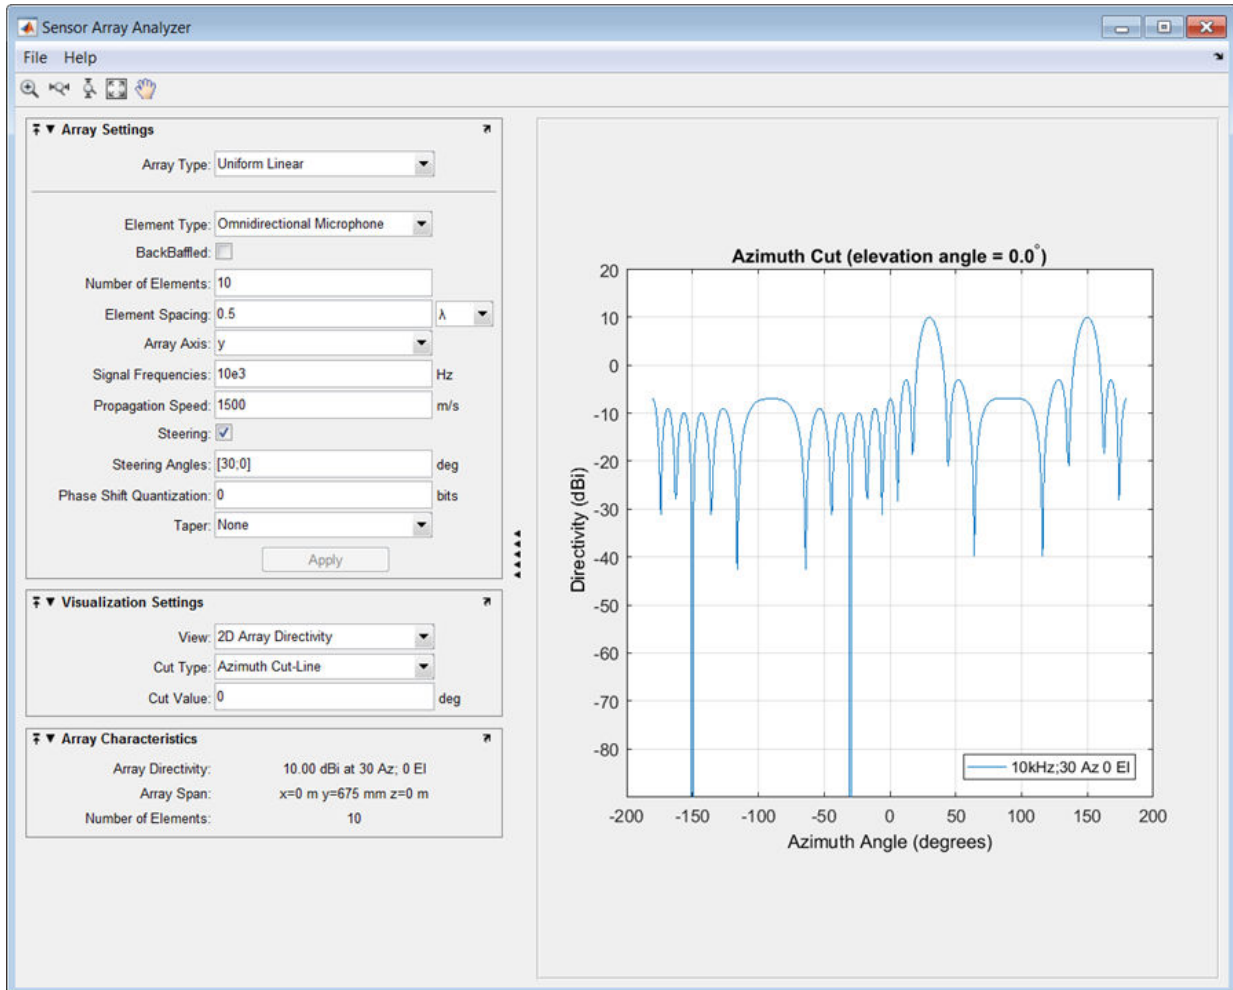 Sensor Array Analyzer
File Help
Array Settings
Array Type: Uniform Linear
Element Type: Omnidirectional Microphone
BackBaffled:
Number of Elements: 10
Element Spacing: 0.5 λ
Array Axis: y
Signal Frequencies: 10e3 Hz
Propagation Speed: 1500 m/s
Steering:
Steering Angles: [30;0] deg
Phase Shift Quantization: 0 bits
Taper: None
Apply
Visualization Settings
View: 2D Array Directivity
Cut Type: Azimuth Cut-Line
Cut Value: 0 deg
Array Characteristics
Array Directivity: 10.00 dBi at 30 Az; 0 El
Array Span: x=0 m y=675 mm z=0 m
Number of Elements: 10
Azimuth Cut (elevation angle = 0.0°)
20
10
0
-10
-20
-30
-40
-50
-60
-70
-80
Directivity (dBi)
10kHz;30 Az 0 El
-200 -150 -100 -50 0 50 100 150 200
Azimuth Angle (degrees)